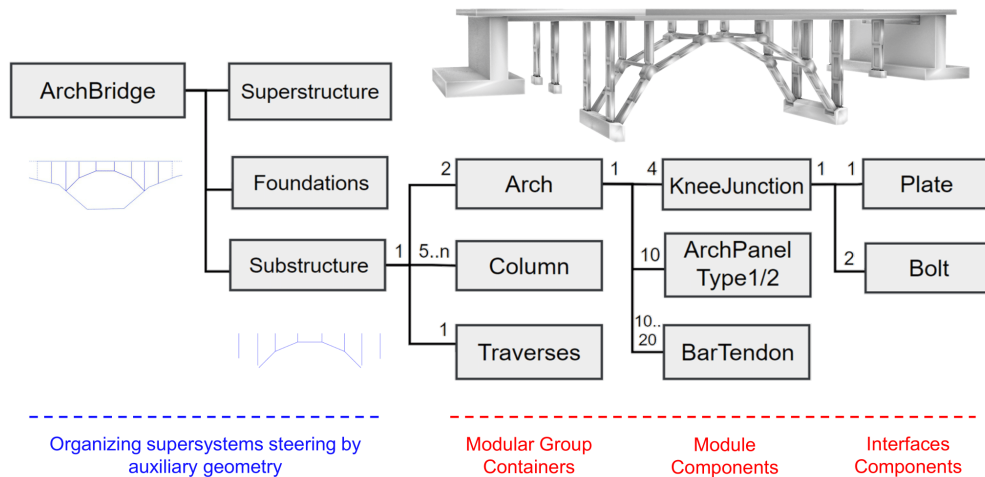 ArchBridge
Superstructure
Foundations
Substructure
1
2
Arch
1
5..n
Column
1
Traverses
4
KneeJunction
1
10
ArchPanel
Type1/2
10..
20
BarTendon
1
Plate
2
Bolt
Organizing supersystems steering by
auxiliary geometry
Modular Group
Containers
Module
Components
Interfaces
Components